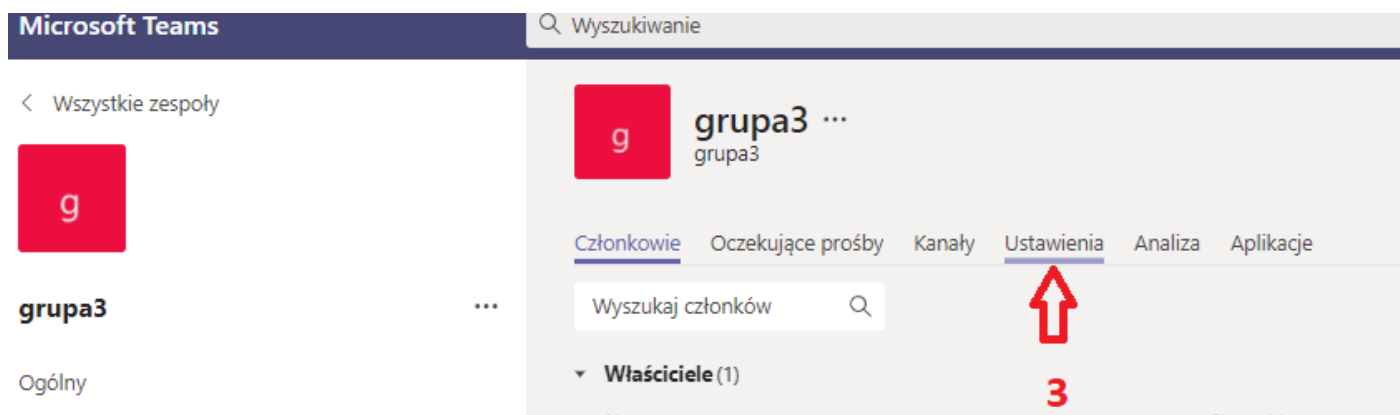 Microsoft Teams
Wyszukiwanie
Wszystkie zespoły
g
grupa3 ...
grupa3
g
Członkowie Oczekujące prośby Kanały Ustawienia Analiza Aplikacje
grupa3 ...
Wyszukaj członków
Właściciele (1)
Ogólny
3